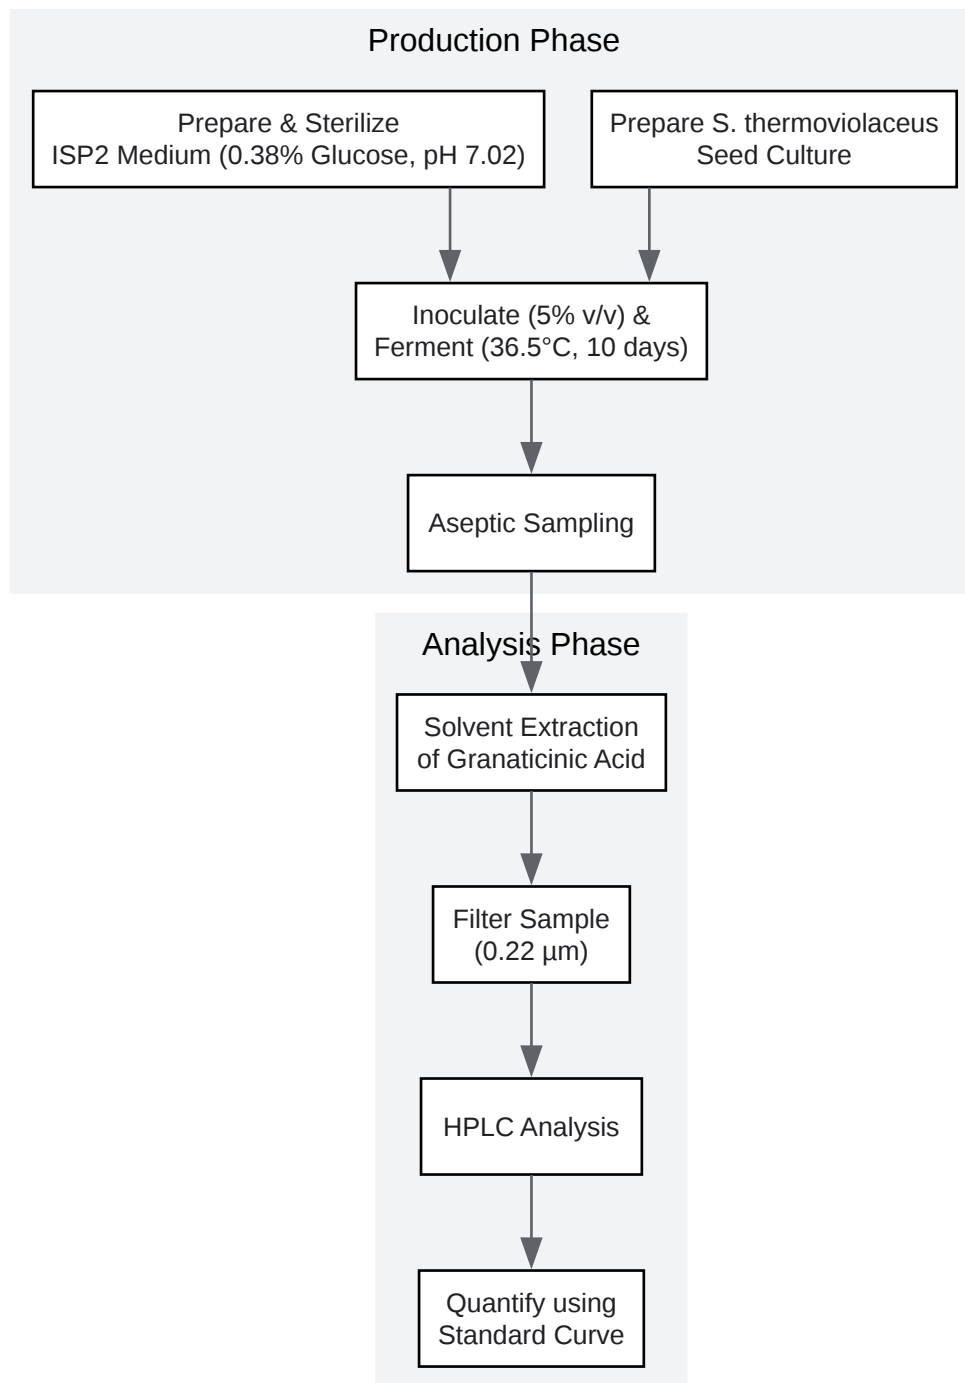 Production Phase
Prepare & Sterilize
ISP2 Medium (0.38% Glucose, pH 7.02)
Prepare S. thermoviolaceus
Seed Culture
Inoculate (5% v/v) &
Ferment (36.5°C, 10 days)
Aseptic Sampling
Analysis Phase
Solvent Extraction
of Granaticinic Acid
Filter Sample
(0.22 µm)
HPLC Analysis
Quantify using
Standard Curve